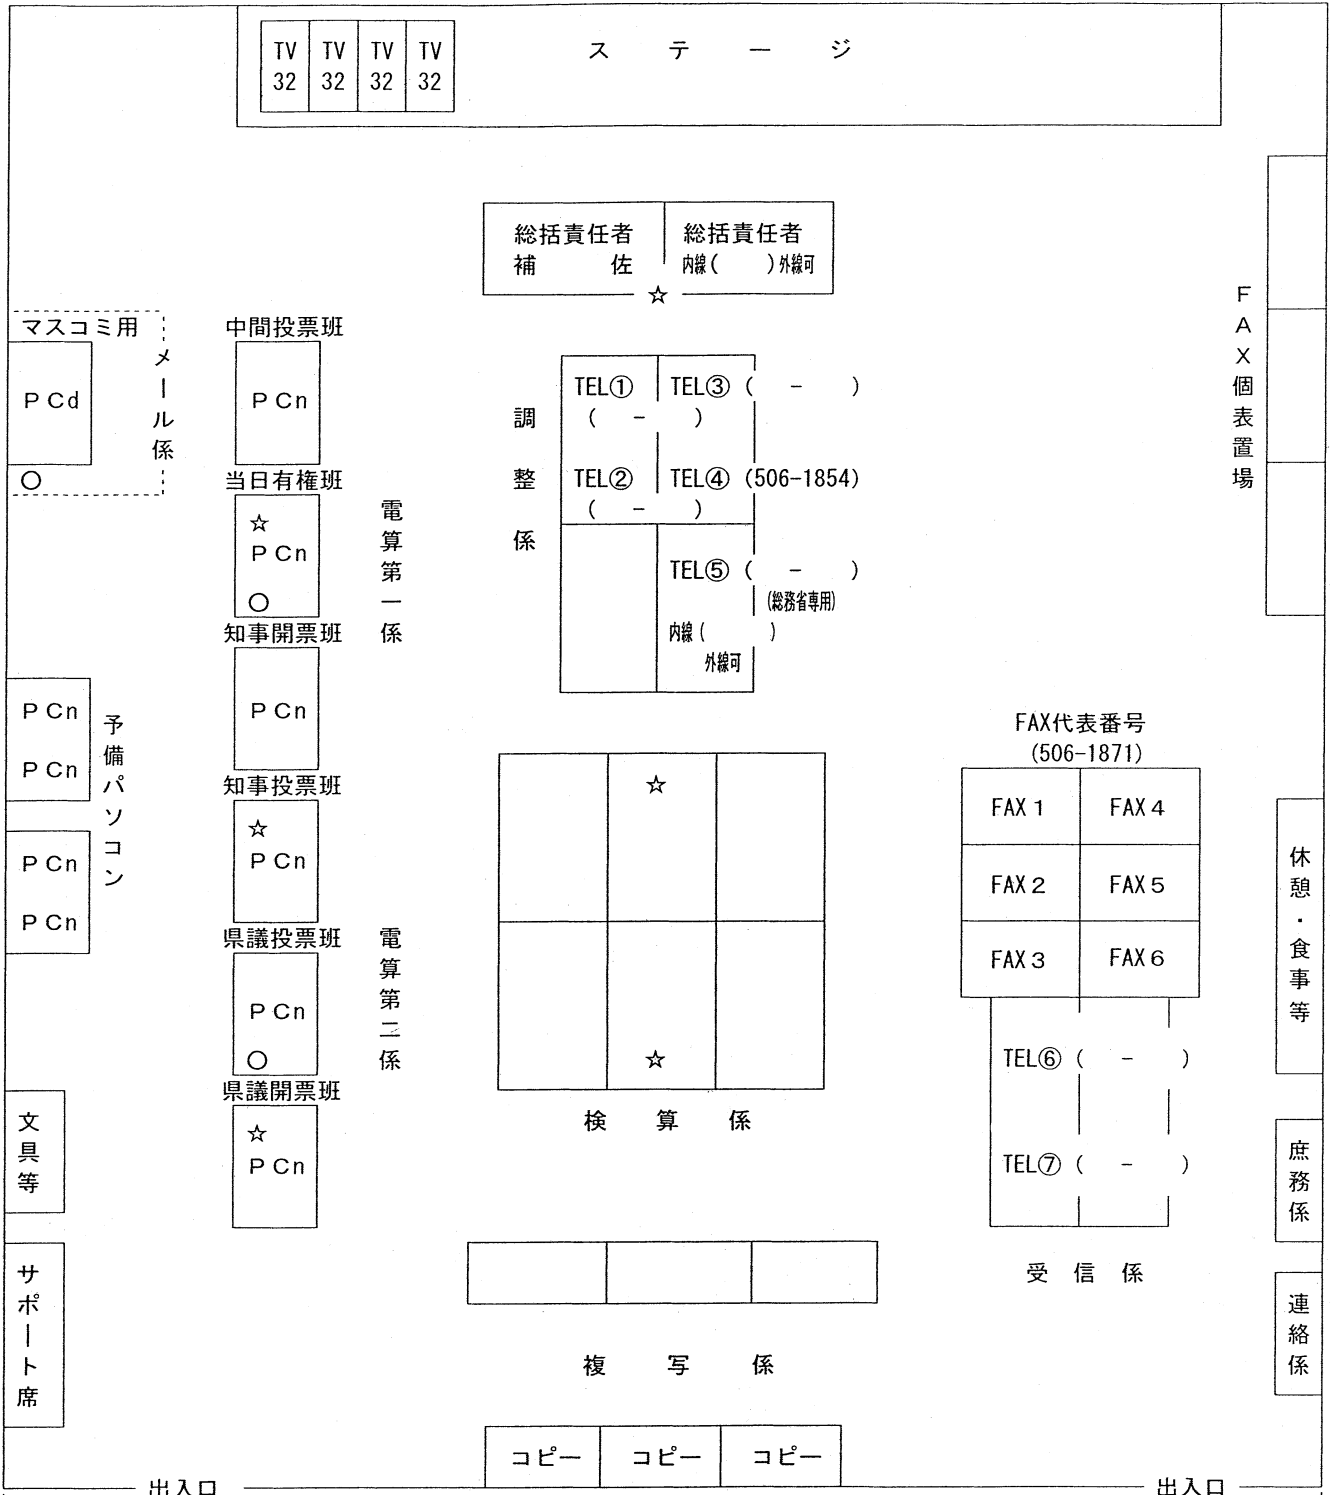 ステージ
TV TV TV TV
32 32 32 32
総括責任者 総括責任者
補佐 内線( )外線可
☆
マスコミ用
PCd
○
メール係
中間投票班
PCn
当日有権班
☆
PCn
○
電算第一係
知事開票班
PCn
知事投票班
☆
PCn
県議投票班
PCn
○
電算第二係
県議開票班
☆
PCn
調整係
TEL① TEL③ ( - )
( - )
TEL② TEL④ (506-1854)
( - )
TEL⑤ ( - )
(総務省専用)
内線( )
外線可
FAX個表置場
PCn
PCn
PCn
PCn
予備パソコン
☆
☆
検算係
FAX代表番号
(506-1871)
FAX1 FAX4
FAX2 FAX5
FAX3 FAX6
TEL⑥ ( - )
TEL⑦ ( - )
受信係
休憩・食事等
庶務係
連絡係
文具等
サポート席
複写係
コピー コピー コピー
出入口 出入口